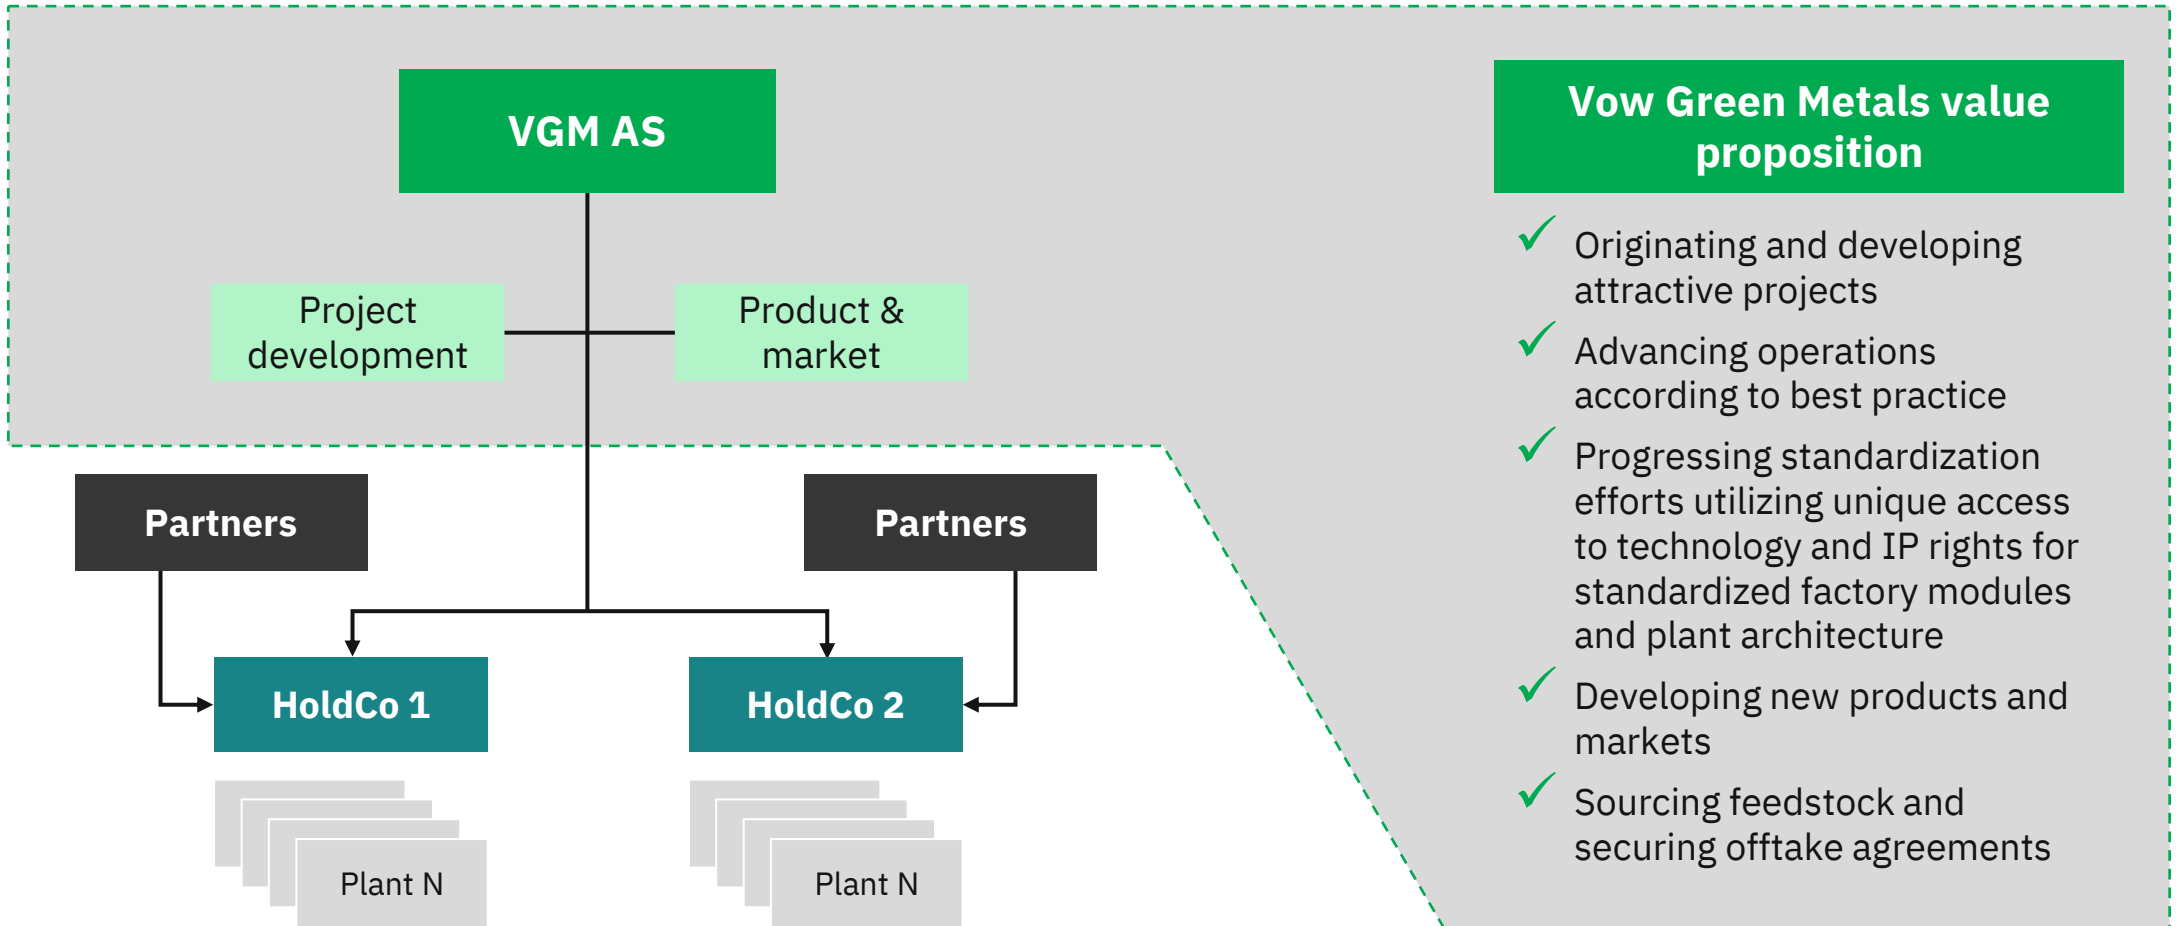 VGM AS
Project
development
Product &
market
Partners
Partners
HoldCo 1
HoldCo 2
Plant N
Plant N
Vow Green Metals value
proposition
Originating and developing
attractive projects
Advancing operations
according to best practice
Progressing standardization
efforts utilizing unique access
to technology and IP rights for
standardized factory modules
and plant architecture
Developing new products and
markets
Sourcing feedstock and
securing offtake agreements